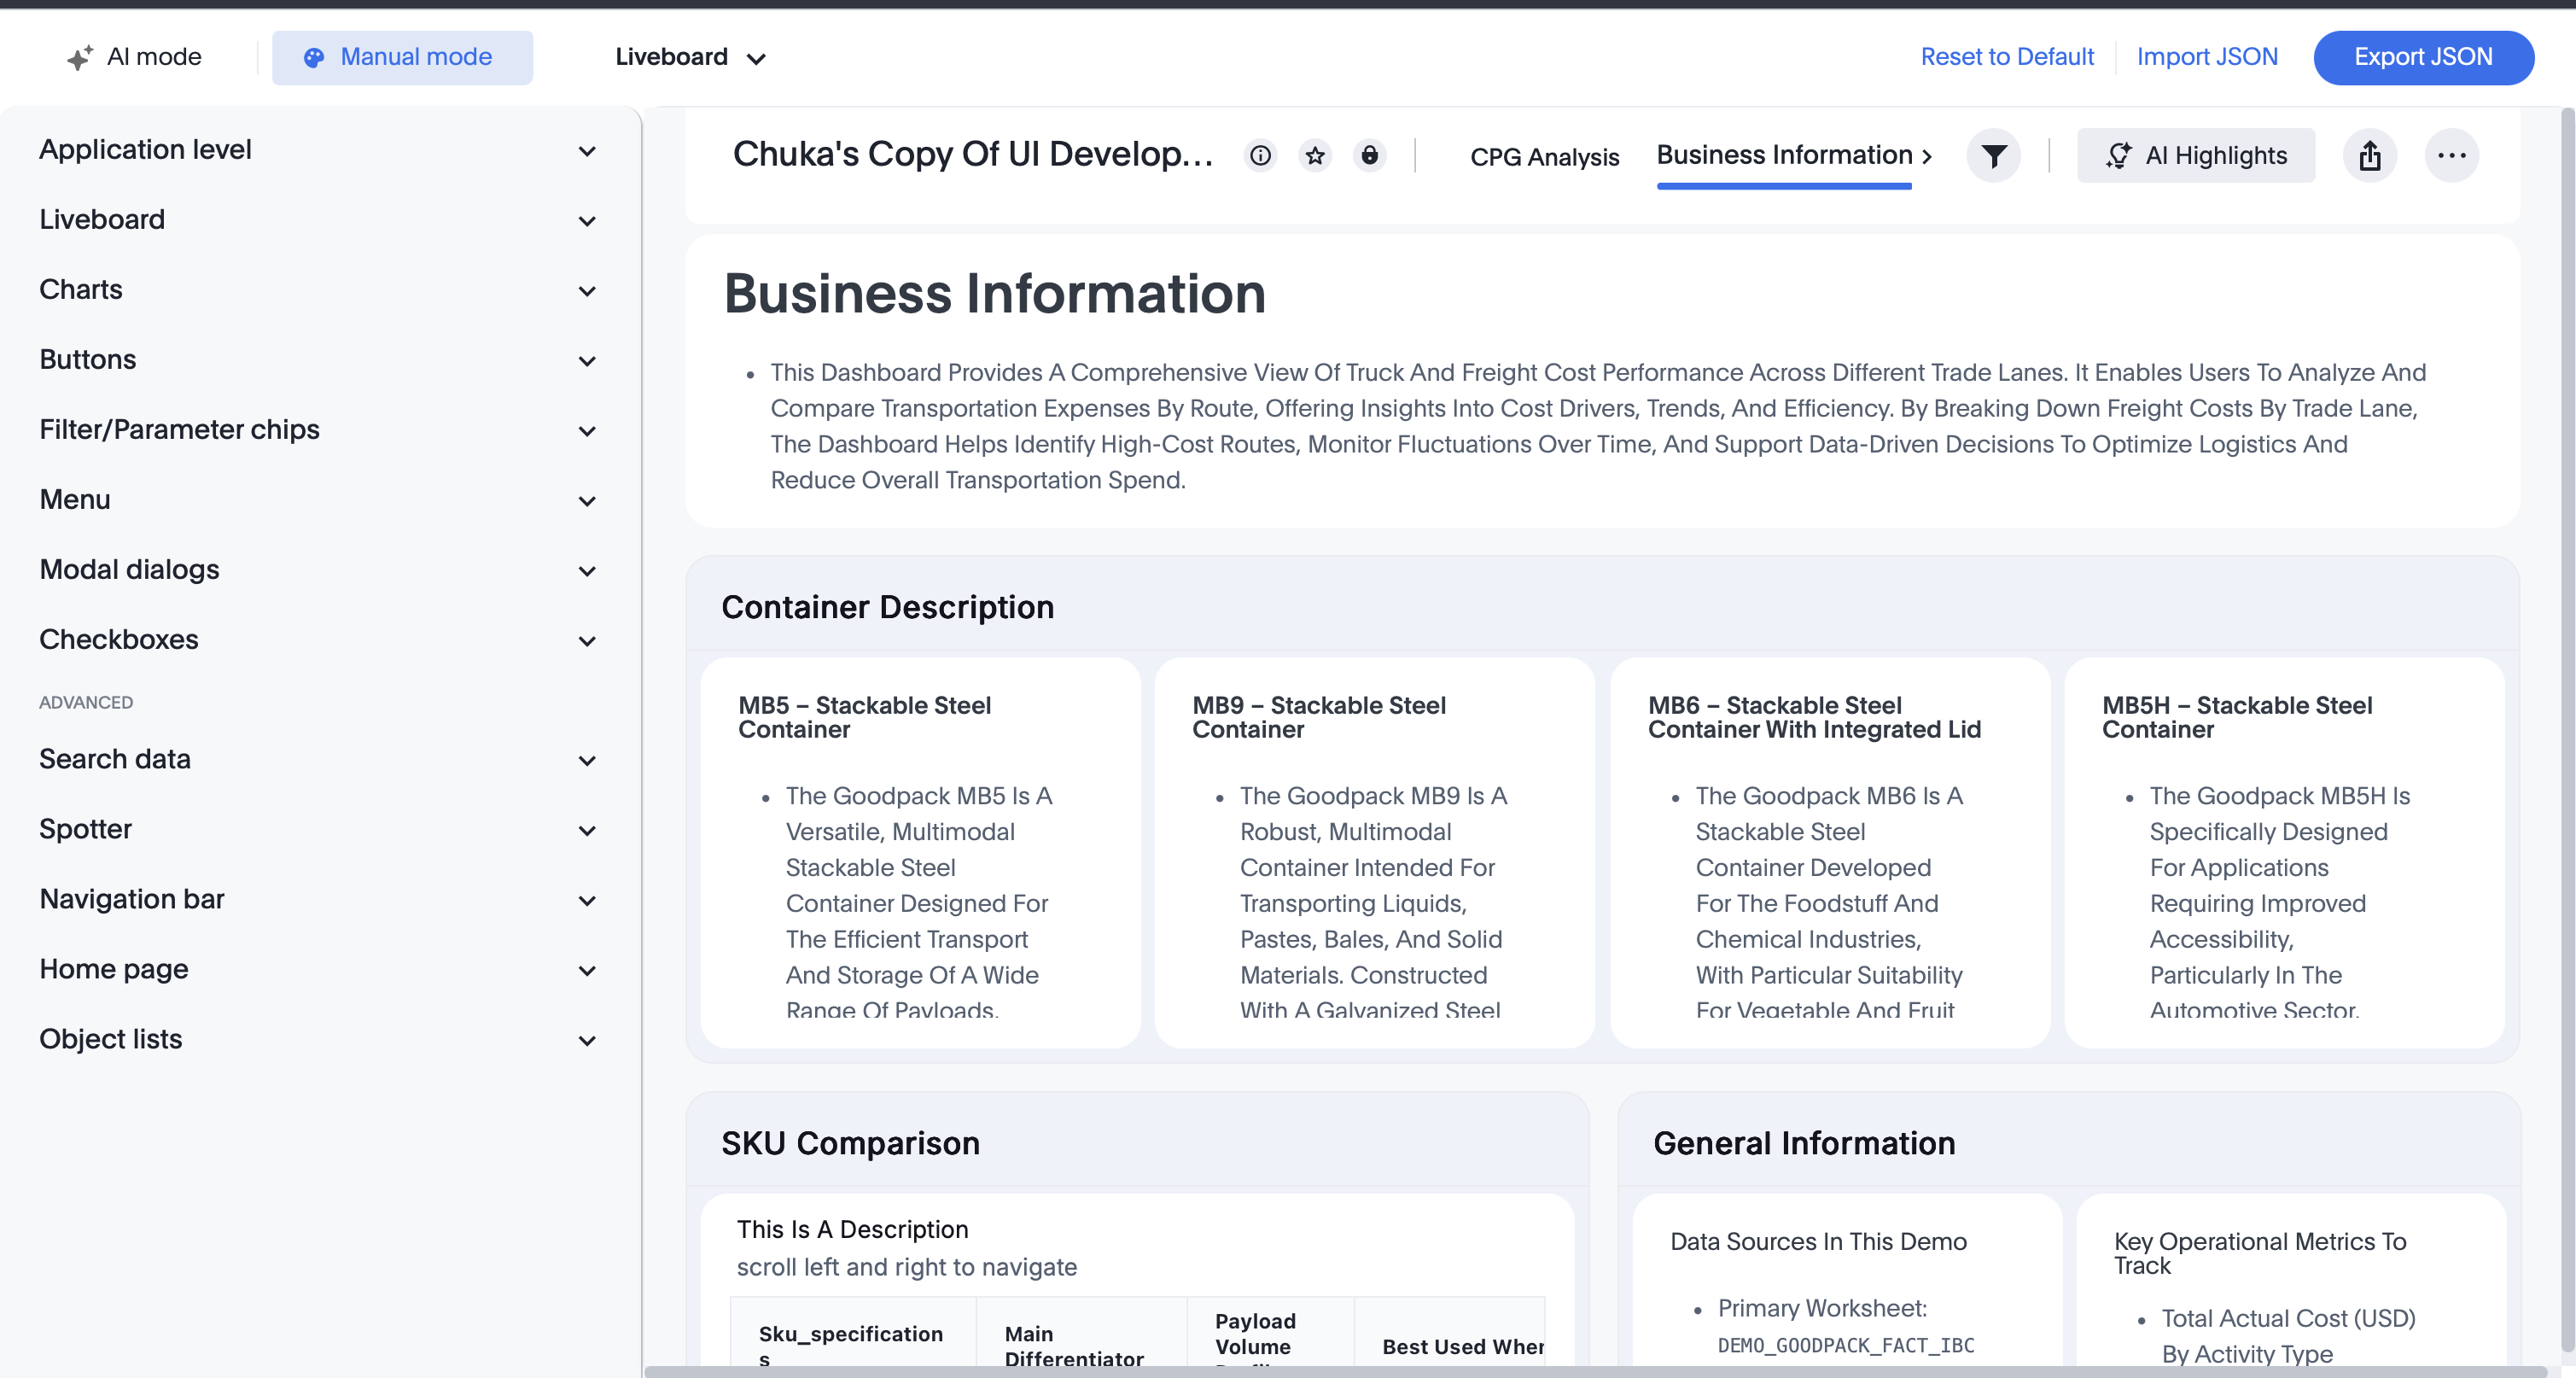 AI mode
Manual mode
Liveboard
Reset to Default
Import JSON
Export JSON
Application level
Liveboard
Charts
Buttons
Filter/Parameter chips
Menu
Modal dialogs
Checkboxes
ADVANCED
Search data
Spotter
Navigation bar
Home page
Object lists
Chuka's Copy Of UI Develop...
CPG Analysis
Business Information
AI Highlights
Business Information
• This Dashboard Provides A Comprehensive View Of Truck And Freight Cost Performance Across Different Trade Lanes. It Enables Users To Analyze And
Compare Transportation Expenses By Route, Offering Insights Into Cost Drivers, Trends, And Efficiency. By Breaking Down Freight Costs By Trade Lane,
The Dashboard Helps Identify High-Cost Routes, Monitor Fluctuations Over Time, And Support Data-Driven Decisions To Optimize Logistics And
Reduce Overall Transportation Spend.
Container Description
MB5 – Stackable Steel
Container
• The Goodpack MB5 Is A
Versatile, Multimodal
Stackable Steel
Container Designed For
The Efficient Transport
And Storage Of A Wide
Range Of Payloads.
MB9 – Stackable Steel
Container
• The Goodpack MB9 Is A
Robust, Multimodal
Container Intended For
Transporting Liquids,
Pastes, Bales, And Solid
Materials. Constructed
With A Galvanized Steel
MB6 – Stackable Steel
Container With Integrated Lid
• The Goodpack MB6 Is A
Stackable Steel
Container Developed
For The Foodstuff And
Chemical Industries,
With Particular Suitability
For Vegetable And Fruit
MB5H – Stackable Steel
Container
• The Goodpack MB5H Is
Specifically Designed
For Applications
Requiring Improved
Accessibility,
Particularly In The
Automotive Sector.
SKU Comparison
This Is A Description
scroll left and right to navigate
Sku_specification
s
Main
Differentiator
Payload
Volume
Best Used When
General Information
Data Sources In This Demo
• Primary Worksheet:
DEMO_GOODPACK_FACT_IBC
Key Operational Metrics To
Track
• Total Actual Cost (USD)
By Activity Type